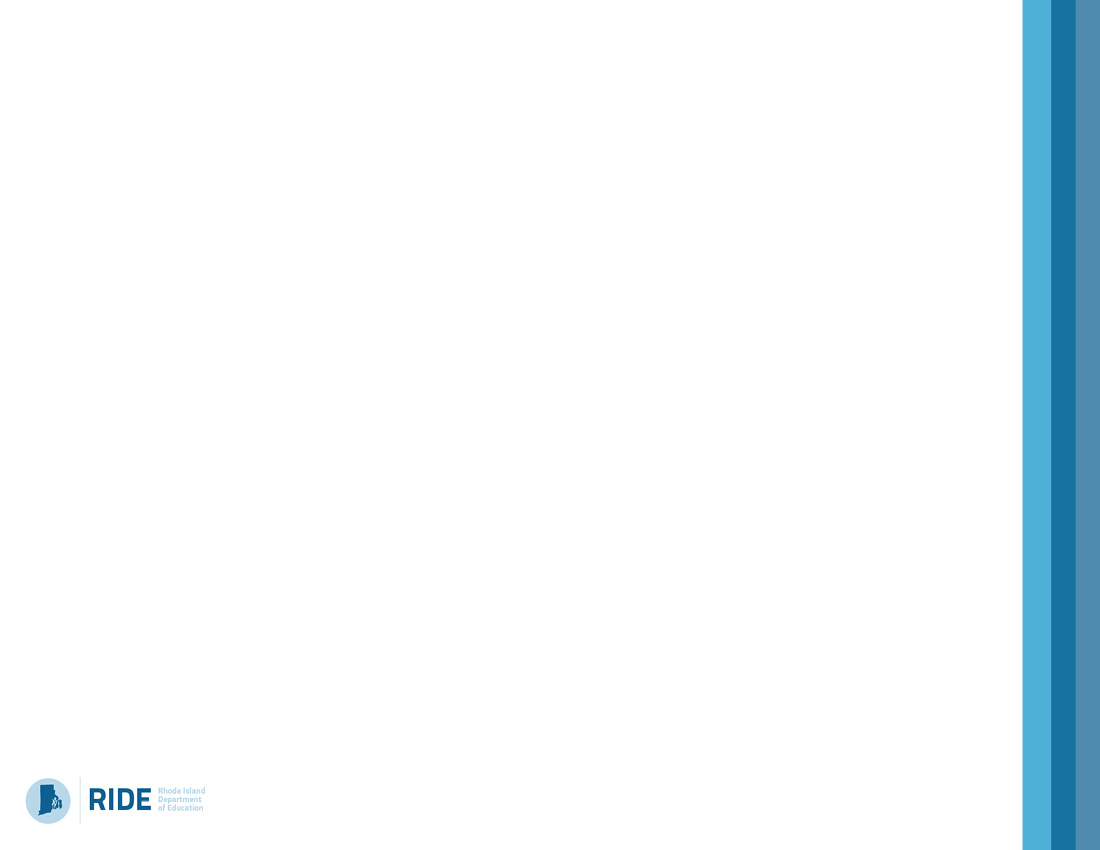 RIDE
Rhode Island
Department
of Education